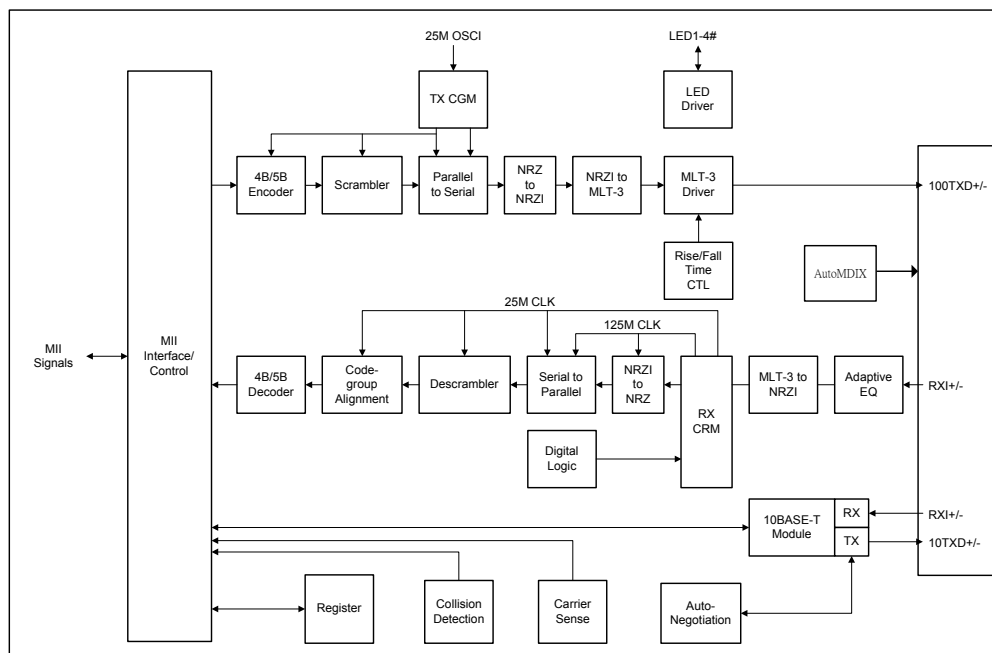 25M OSCI
LED1-4#
TX CGM
LED
Driver
4B/5B
Encoder
Scrambler
Parallel
to Serial
NRZ
to
NRZI
NRZI to
MLT-3
MLT-3
Driver
100TXD+/-
Rise/Fall
Time
CTL
AutoMDIX
25M CLK
125M CLK
MII
Signals
MII
Interface/
Control
4B/5B
Decoder
Code-
group
Alignment
Descrambler
Serial to
Parallel
NRZI
to
NRZ
RX
CRM
MLT-3 to
NRZI
Adaptive
EQ
RXI+/-
Digital
Logic
10BASE-T
Module
RX
TX
RXI+/-
10TXD+/-
Register
Collision
Detection
Carrier
Sense
Auto-
Negotiation